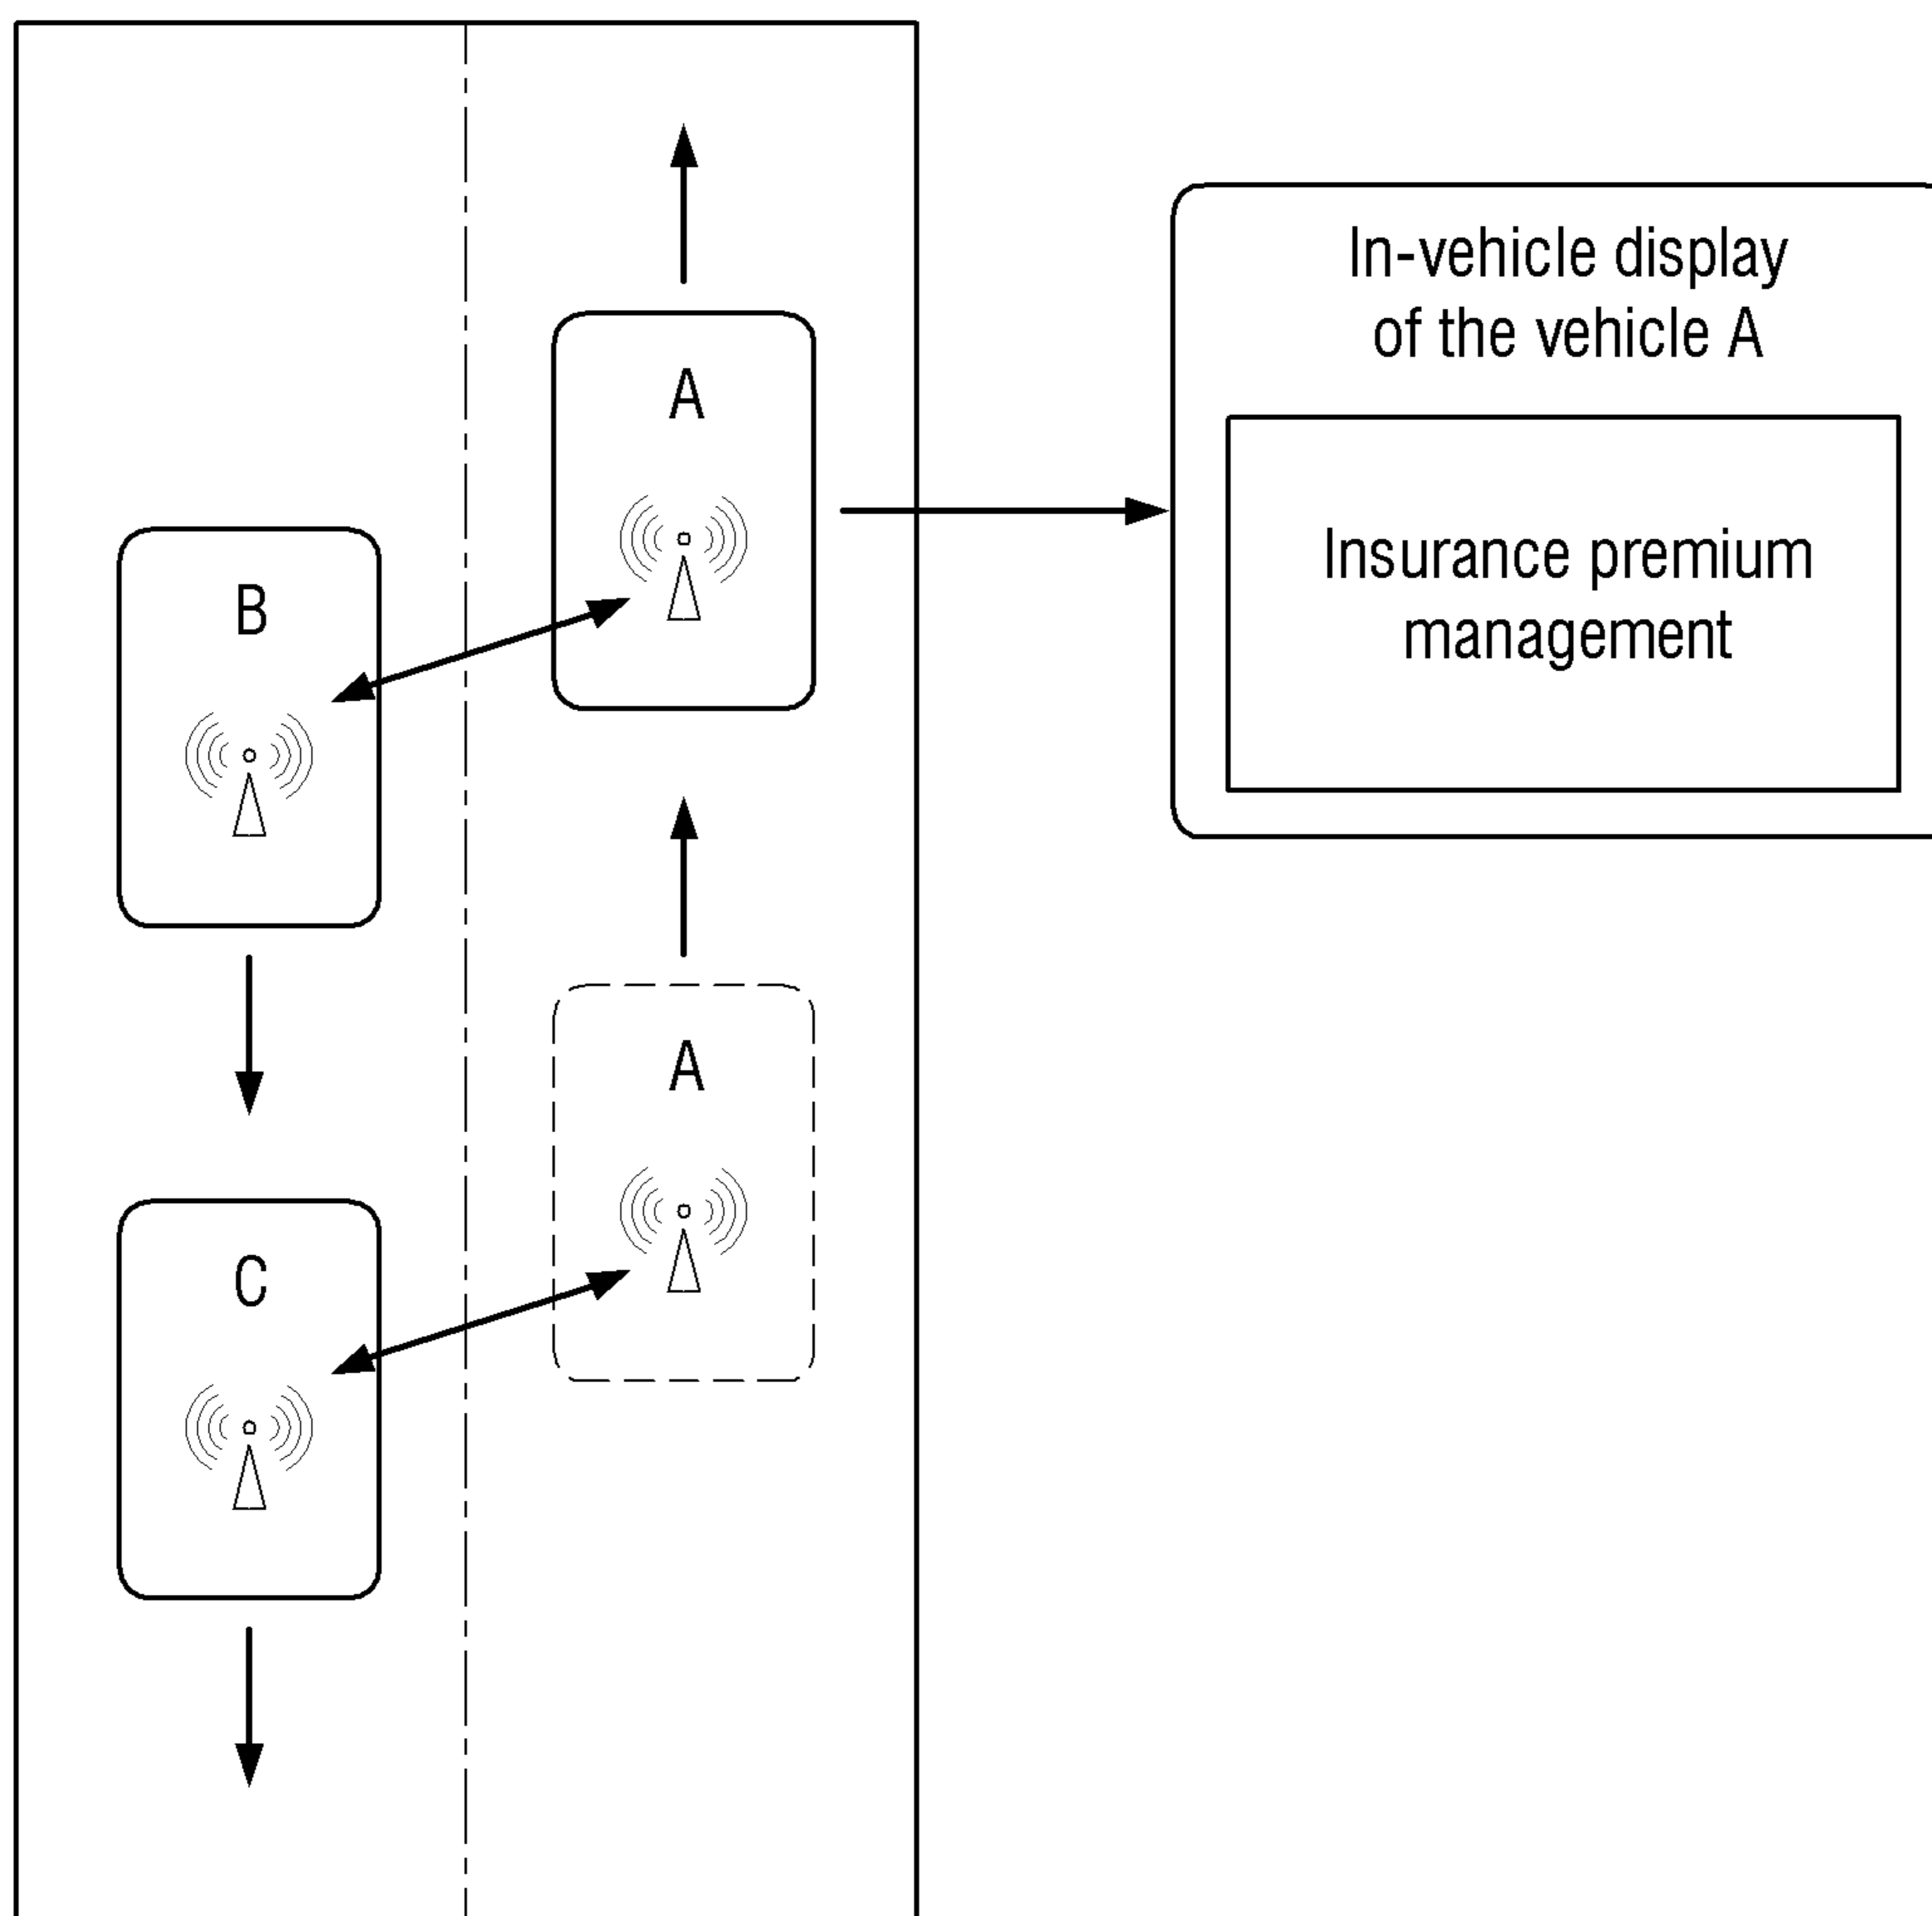 In-vehicle display
of the vehicle A
A
Insurance premium
management
B
A
C